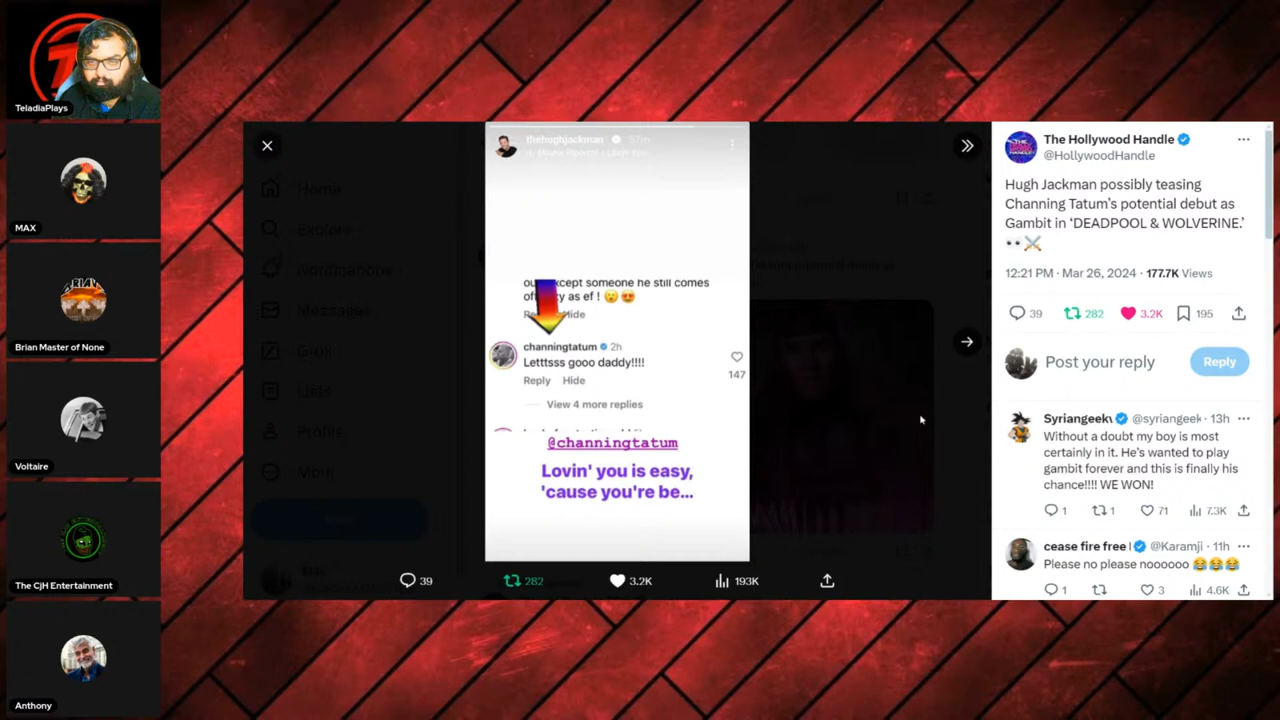 TeladiaPlays
MAX
Brian Master of None
Voltaire
The CjH Entertainment
Anthony
Home
Explore
Notifications
Messages
Grok
Lists
Profile
More
thehughjackman 57m
xcept someone he still comes
y as ef ! 😮 😍
Hide
channingtatum 2h
Letttsss gooo daddy!!!!
147
Reply Hide
View 4 more replies
@channingtatum
Lovin' you is easy,
'cause you're be...
39 282 3.2K 193K
The Hollywood Handle
@HollywoodHandle
Hugh Jackman possibly teasing
Channing Tatum's potential debut as
Gambit in ‘DEADPOOL & WOLVERINE.’
👀⚔️
12:21 PM · Mar 26, 2024 · 177.7K Views
39 282 3.2K 195
Post your reply Reply
@syriangeek · 13h
Without a doubt my boy is most
certainly in it. He's wanted to play
gambit forever and this is finally his
chance!!!! WE WON!
1 1 71 7.3K
cease fire free @Karamji · 11h
Please no please noooooo 😂😂😂
1 3 4.6K